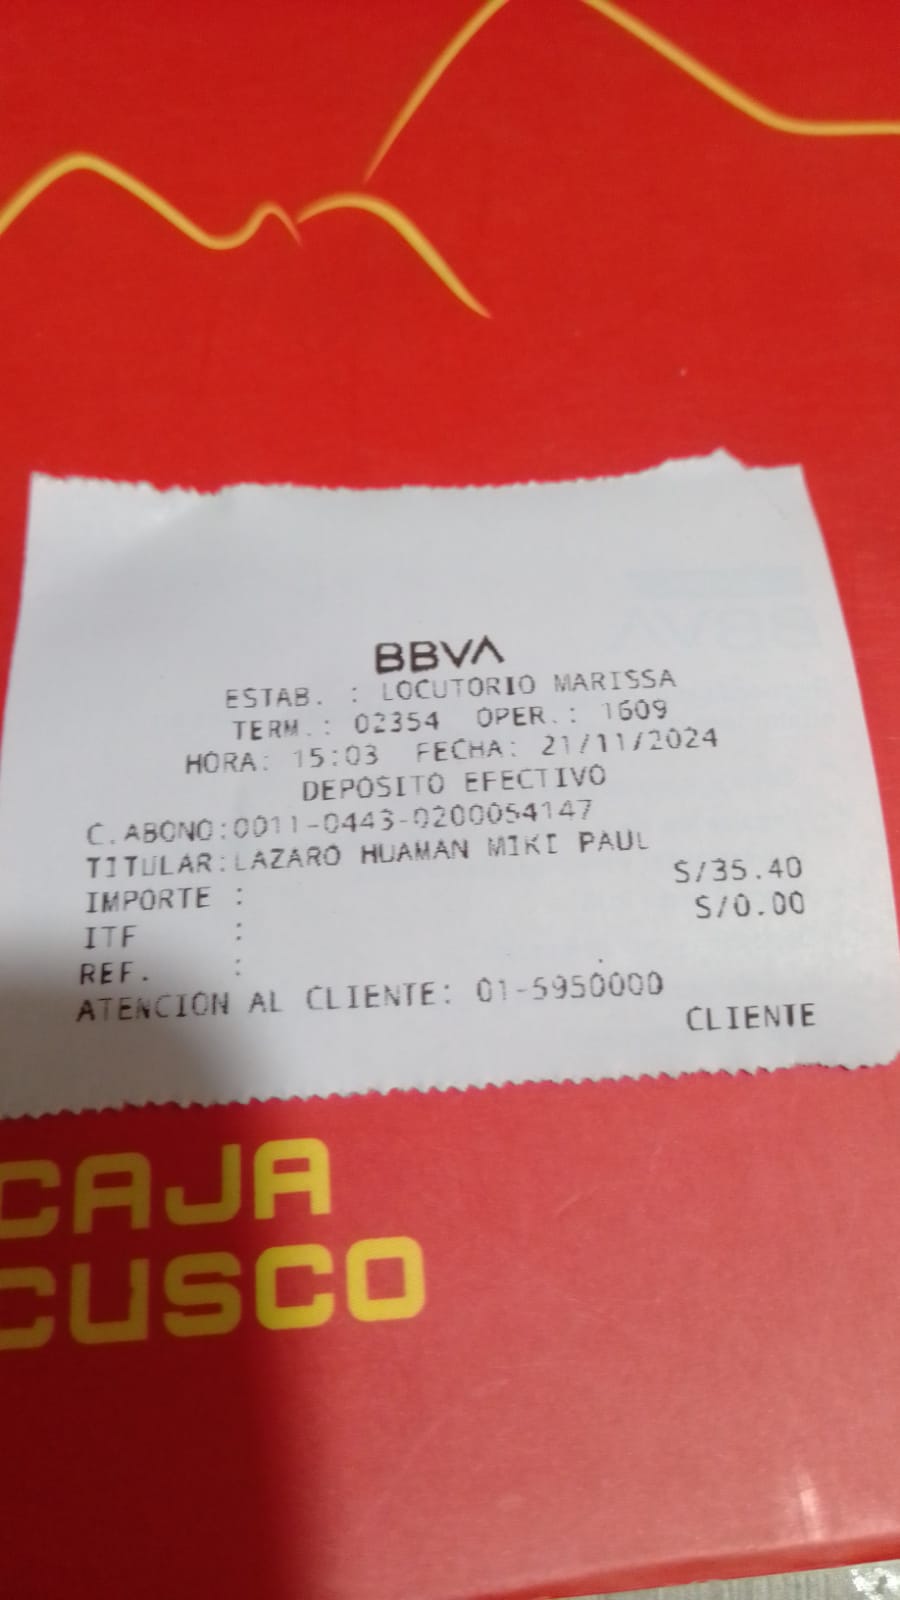 BBVA
ESTAB. : LOCUTORIO MARISSA
TERM.: 02354 OPER.: 1609
HORA: 15:03 FECHA: 21/11/2024
DEPOSITO EFECTIVO
C.ABONO:0011-0443-0200054147
TITULAR:LAZARO HUAMAN MIKI PAUL
IMPORTE : S/35.40
ITF : S/0.00
REF. :
ATENCION AL CLIENTE: 01-5950000
CLIENTE
CAJA
CUSCO